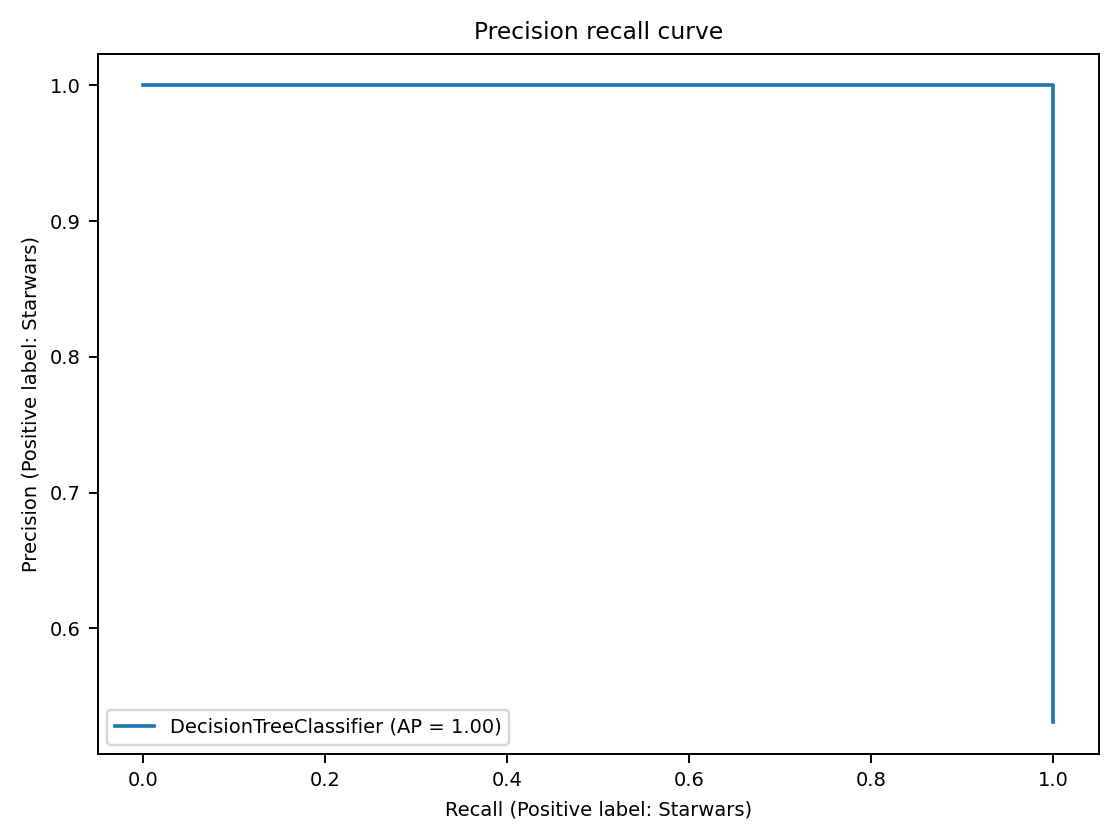 Precision recall curve
1.0
0.9
0.8
0.7
0.6
Precision (Positive label: Starwars)
DecisionTreeClassifier (AP = 1.00)
0.0 0.2 0.4 0.6 0.8 1.0
Recall (Positive label: Starwars)